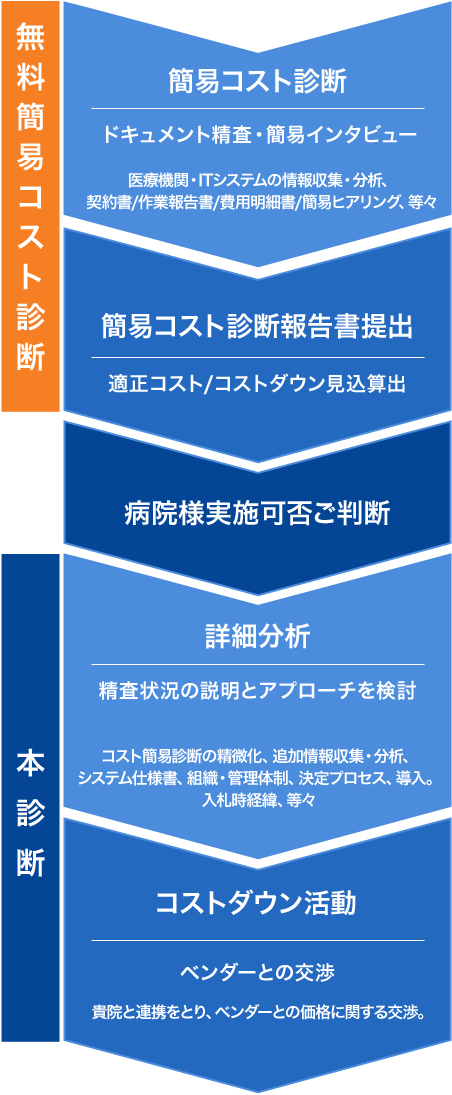 無料簡易コスト診断
簡易コスト診断
ドキュメント精査・簡易インタビュー
医療機関・ITシステムの情報収集・分析、
契約書/作業報告書/費用明細書/簡易ヒアリング、等々
簡易コスト診断報告書提出
適正コスト/コストダウン見込算出
病院様実施可否ご判断
本診断
詳細分析
精査状況の説明とアプローチを検討
コスト簡易診断の精微化、追加情報収集・分析、
システム仕様書、組織・管理体制、決定プロセス、導入。
入札時経緯、等々
コストダウン活動
ベンダーとの交渉
貴院と連携をとり、ベンダーとの価格に関する交渉。